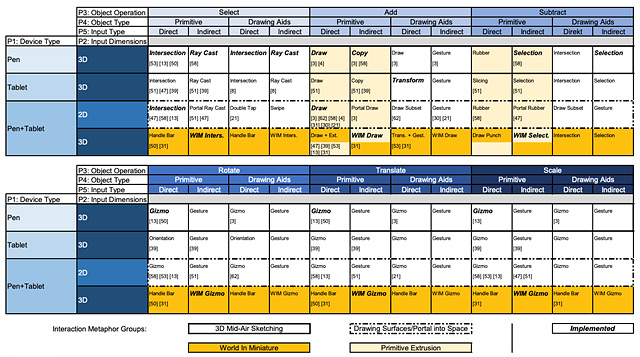 P3: Object Operation Select Add Subtract
P4: Object Type Primitive Drawing Aids Primitive Drawing Aids Primitive Drawing Aids
P5: Input Type Direct Indirect Direct Indirect Direct Indirect Direct Indirect Direct Indirect Direkt Indirect
P1: Device Type P2: Input Dimensions
Pen 3D Intersection Ray Cast Intersection Ray Cast Draw Copy Draw Gesture Rubber Selection Intersection Selection
[53] [13] [50] [58] [3] [4] [3] [58] [3] [3] [58]
Tablet 3D Intersection Ray Cast Intersection Ray Cast Draw Copy Transform Gesture Slicing Selection Intersection Selection
[51] [47] [39] [51] [39] [8] [8] [51] [51] [39] [3] [51] [51]
Pen+Tablet 2D Intersection Portal Ray Cast Double Tap Swipe Draw Portal Draw Draw Subset Gesture Rubber Portal Rubber Draw Subset Gesture
[47] [58] [13] [51] [47] [21] [3] [62] [58] [4] [31] [30] [21] [3] [62] [30] [21] [58] [51] [47]
3D Handle Bar WIM Inters. Handle Bar WIM Inters. Draw + Ext. WIM Draw Trans. + Gest. WIM Draw Draw Punch WIM Select. Intersection Selection
[50] [31] [47] [39] [53] [13] [31] [31] [53] [31] [31]
P3: Object Operation Rotate Translate Scale
P4: Object Type Primitive Drawing Aids Primitive Drawing Aids Primitive Drawing Aids
P5: Input Type Direct Indirect Direct Indirect Direct Indirect Direct Indirect Direct Indirect Direct Indirect
P1: Device Type P2: Input Dimensions
Pen 3D Gizmo Gesture Gizmo Gesture Gizmo Gesture Gizmo Gesture Gizmo Gesture Gizmo Gesture
[13] [50] [3] [13] [50] [3] [13] [3]
Tablet 3D Orientation Gesture Orientation Gesture Gizmo Gesture Gizmo Gesture Gizmo Gesture Gizmo Gesture
[39] [39] [39] [39] [39] [39] [39] [39]
Pen+Tablet 2D Gizmo Gesture Gizmo Gesture Gizmo Gesture Gizmo Gesture Gizmo Gesture Gizmo Gesture
[58] [53] [13] [51] [62] [58] [13] [51] [21] [58] [53] [13] [47] [51]
3D Handle Bar WIM Gizmo Handle Bar WIM Gizmo Handle Bar WIM Gizmo Handle Bar WIM Gizmo Handle Bar WIM Gizmo Handle Bar WIM Gizmo
[50] [31] [50] [31] [31] [31]
Interaction Metaphor Groups: 3D Mid-Air Sketching Drawing Surfaces/Portal into Space Implemented
World In Miniature Primitive Extrusion